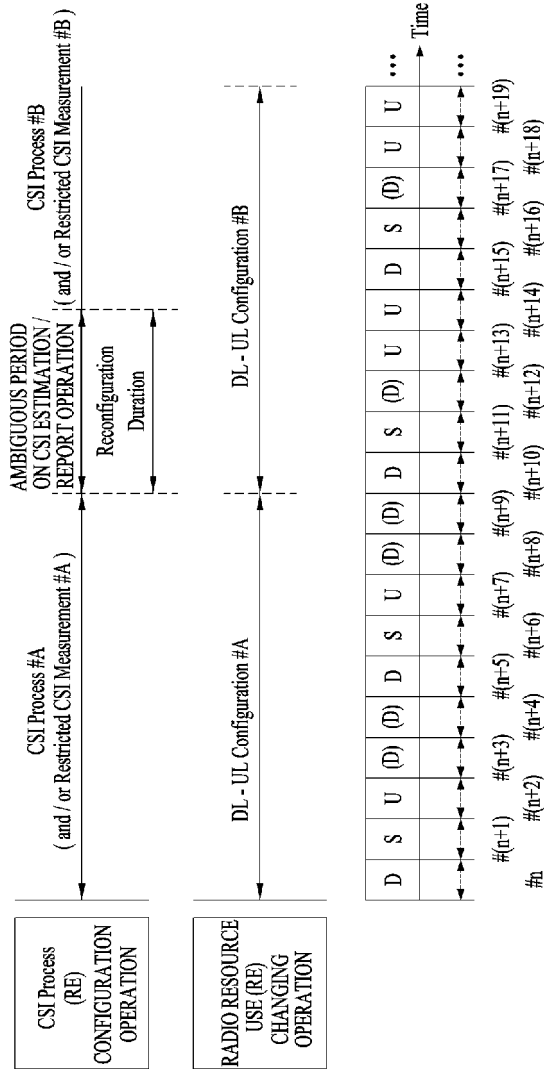 CSI Process
(RE)
CONFIGURATION
OPERATION
CSI Process #A
( and / or Restricted CSI Measurement #A )
AMBIGUOUS PERIOD
ON CSI ESTIMATION /
REPORT OPERATION
Reconfiguration
Duration
CSI Process #B
( and / or Restricted CSI Measurement #B )
RADIO RESOURCE
USE (RE)
CHANGING
OPERATION
DL - UL Configuration #A
DL - UL Configuration #B
D S U (D) (D) D S U (D) (D) D S (D) U U D S (D) U U ...
Time
...
#n #(n+1) #(n+2) #(n+3) #(n+4) #(n+5) #(n+6) #(n+7) #(n+8) #(n+9) #(n+10) #(n+11) #(n+12) #(n+13) #(n+14) #(n+15) #(n+16) #(n+17) #(n+18) #(n+19)